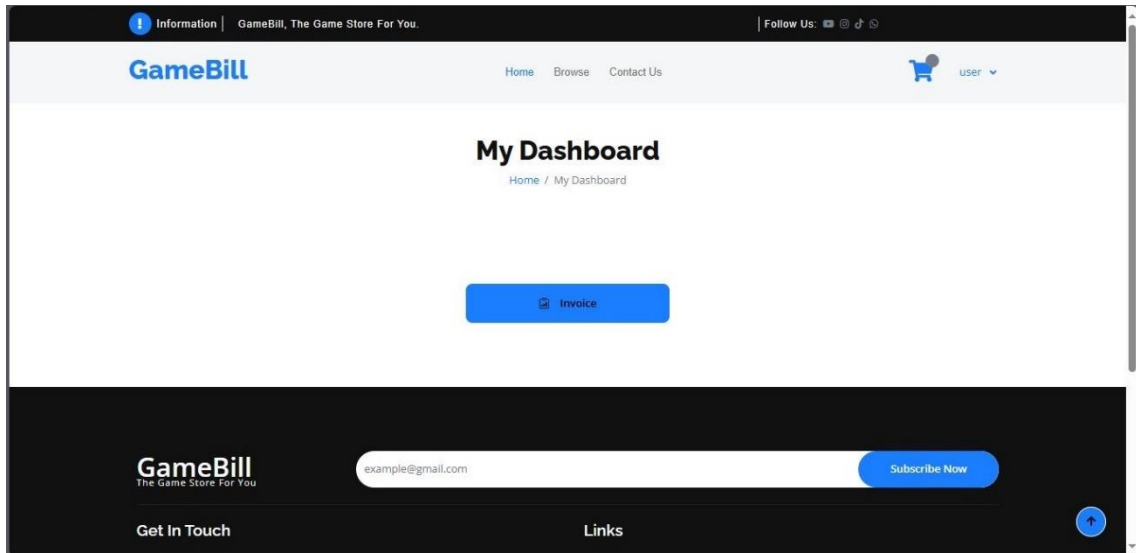 Information GameBill, The Game Store For You. Follow Us:
GameBill Home Browse Contact Us user
My Dashboard
Home / My Dashboard
Invoice
GameBill
The Game Store For You
example@gmail.com Subscribe Now
Get In Touch Links